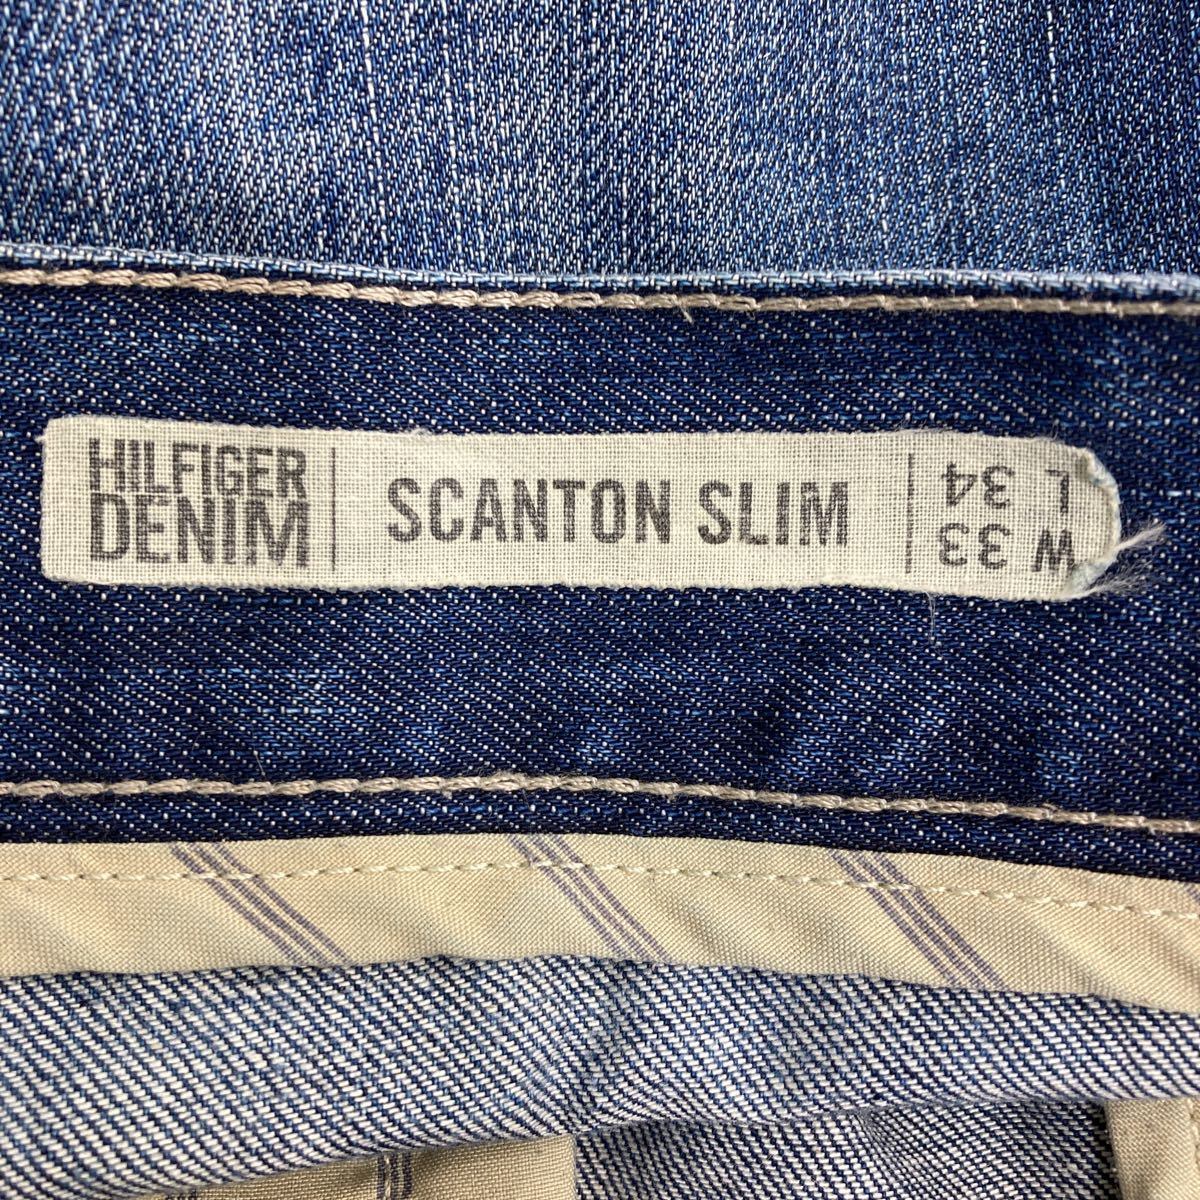 HILFIGER
DENIM
SCANTON SLIM
W 33
L 34